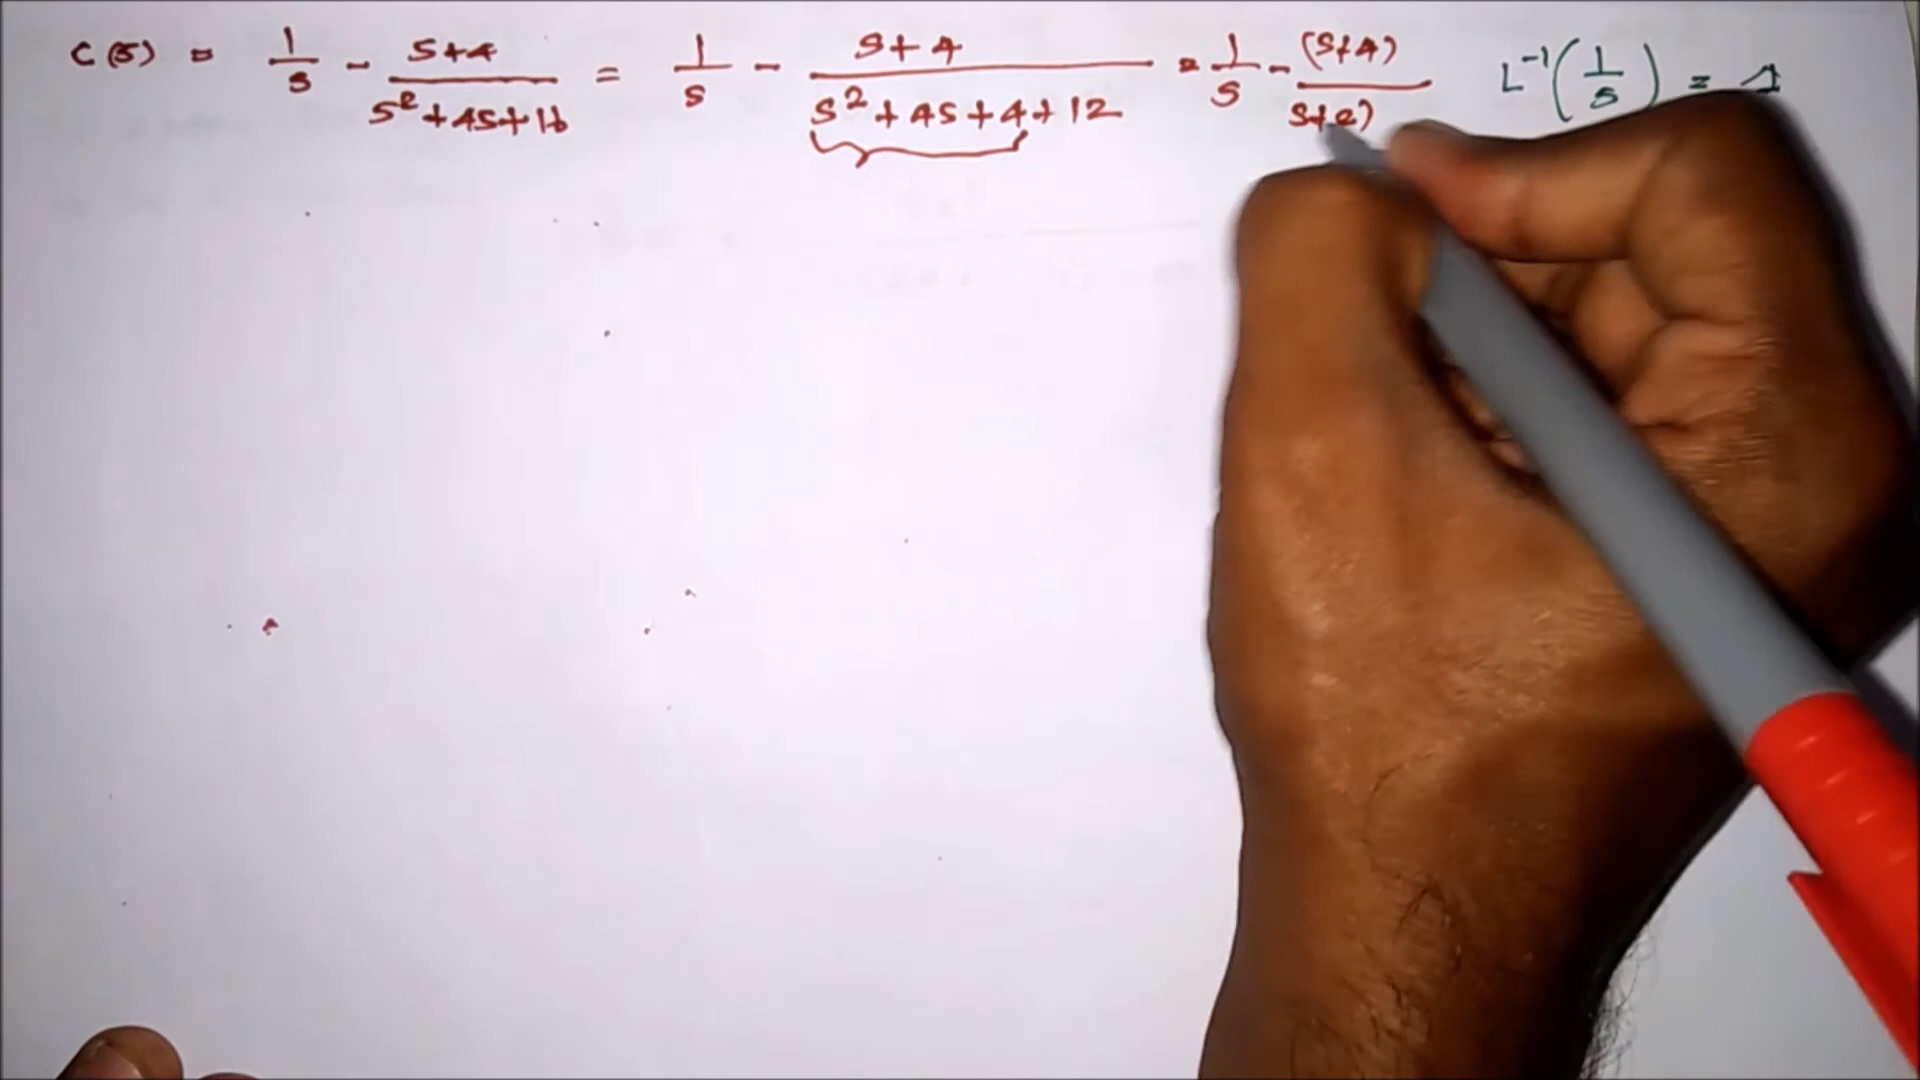 C(s) = 1/s - s+4/s²+4s+16 = 1/s - s+4/s²+4s+4+12 = 1/s - (s+4)/s+2) L⁻¹(1/s) = 1